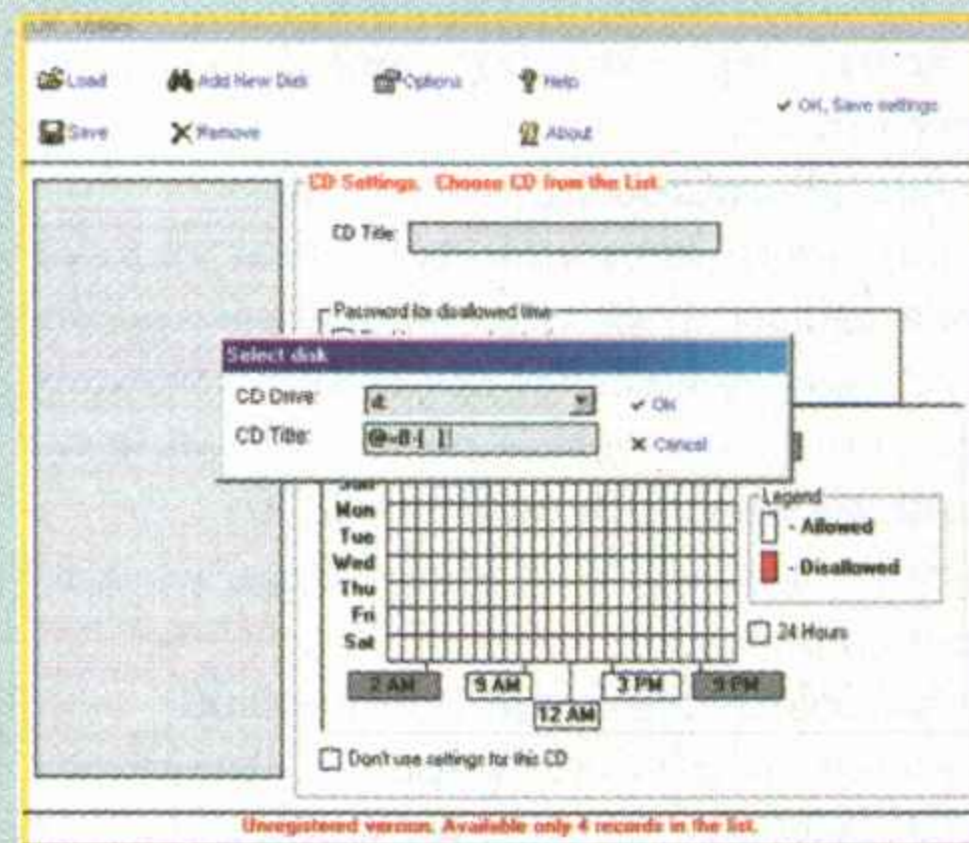 Load Add New Disk Options Help
OK, Save settings
Save Remove About
CD Settings. Choose CD from the List.
CD Title:
Password for disallowed time
Select disk
CD Drive: d:
OK
CD Title:
Cancel
Mon
Tue
Wed
Thu
Fri
Sat
Legend
- Allowed
- Disallowed
24 Hours
2 AM 9 AM 3 PM 9 PM
12 AM
Don't use settings for this CD
Unregistered version. Available only 4 records in the list.